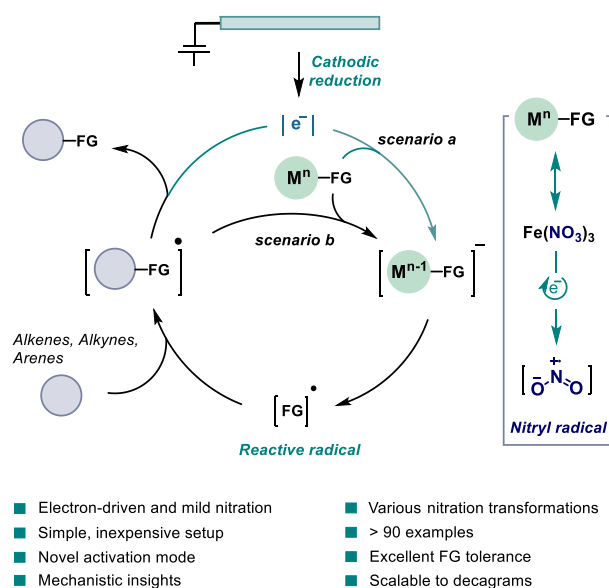 Cathodic
reduction
|e⁻|
scenario a
Mⁿ–FG
scenario b
–FG
[ –FG]•
[Mⁿ⁻¹–FG]⁻
Alkenes, Alkynes,
Arenes
[FG]•
Reactive radical
Mⁿ–FG
Fe(NO₃)₃
e⁻
[⁻O–N⁺•=O]
Nitryl radical
Electron-driven and mild nitration
Simple, inexpensive setup
Novel activation mode
Mechanistic insights
Various nitration transformations
> 90 examples
Excellent FG tolerance
Scalable to decagrams